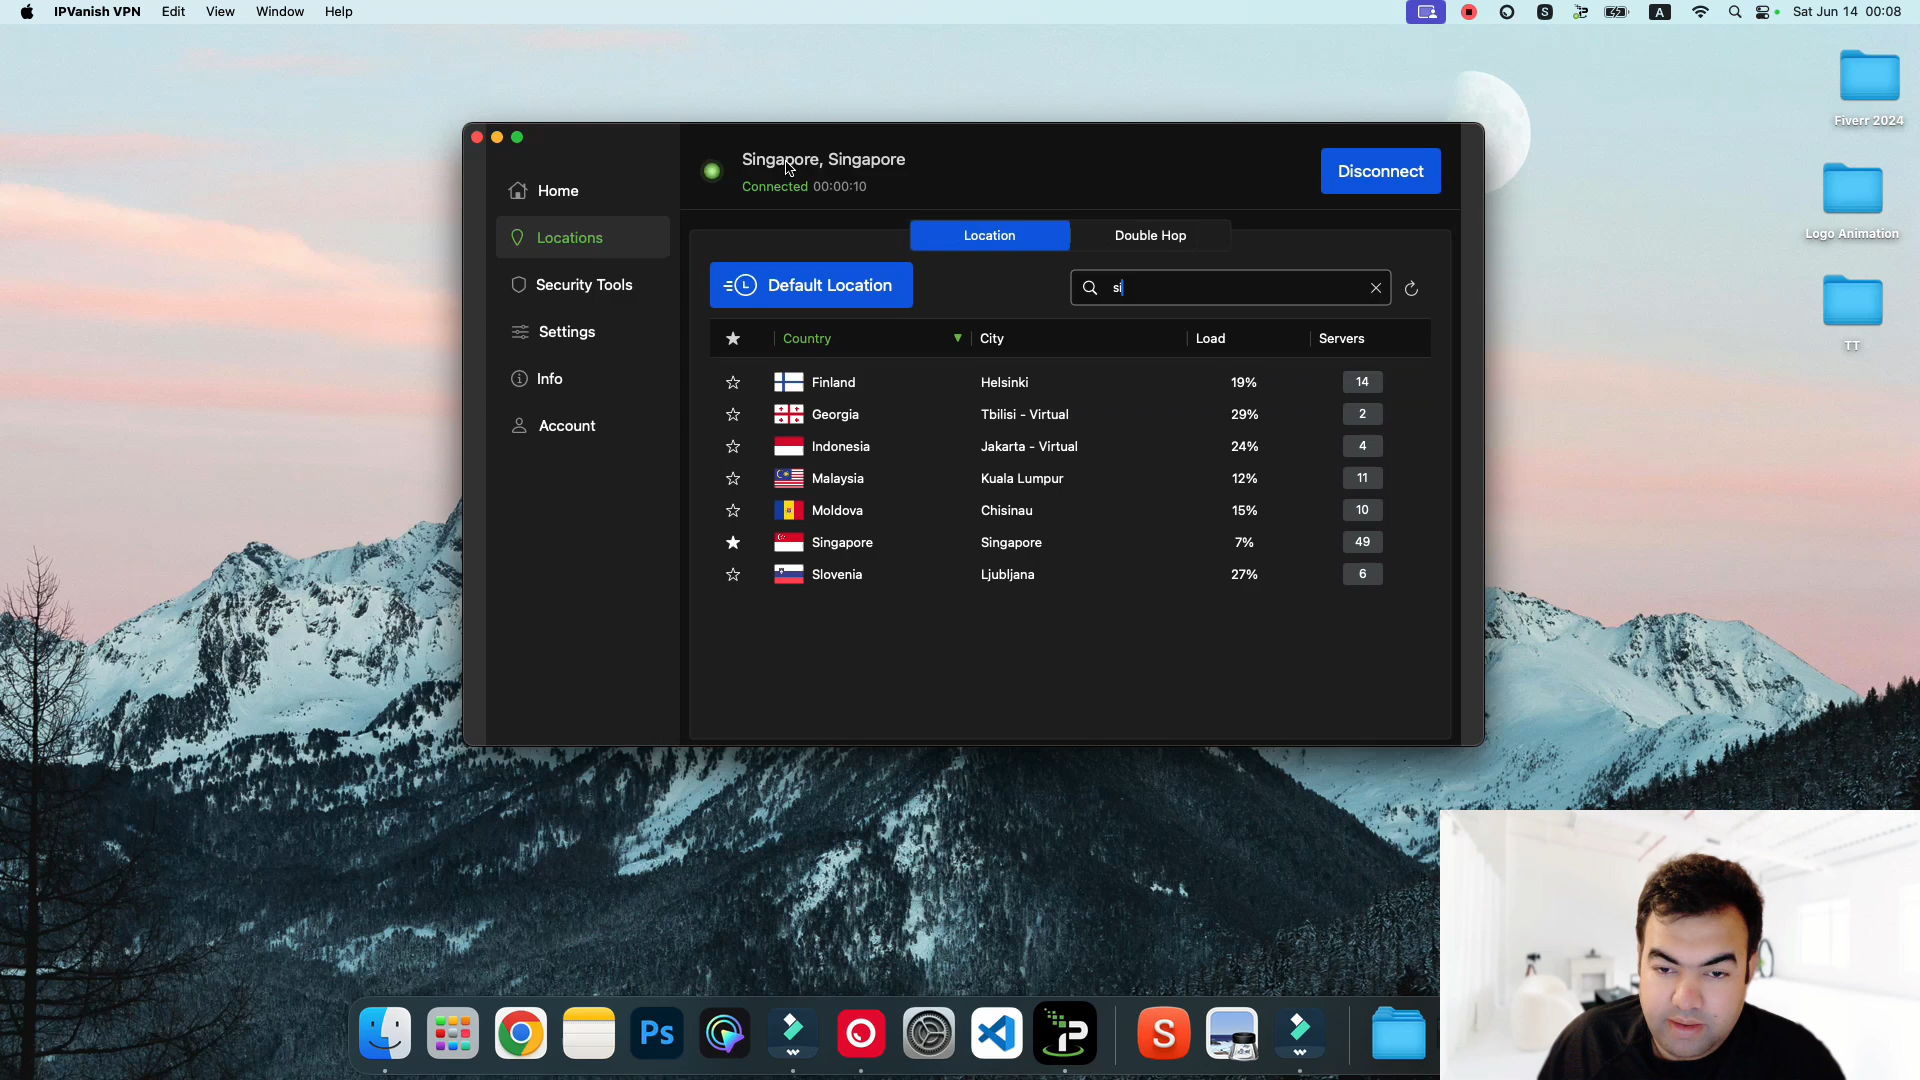 IPVanish VPN Edit View Window Help
S A Sat Jun 14 00:08
Fiverr 2024
Logo Animation
TT
Home
Locations
Security Tools
Settings
Info
Account
Singapore, Singapore
Connected 00:00:10
Disconnect
Location Double Hop
Default Location
si
Country City Load Servers
Finland Helsinki 19% 14
Georgia Tbilisi - Virtual 29% 2
Indonesia Jakarta - Virtual 24% 4
Malaysia Kuala Lumpur 12% 11
Moldova Chisinau 15% 10
Singapore Singapore 7% 49
Slovenia Ljubljana 27% 6
Ps
S